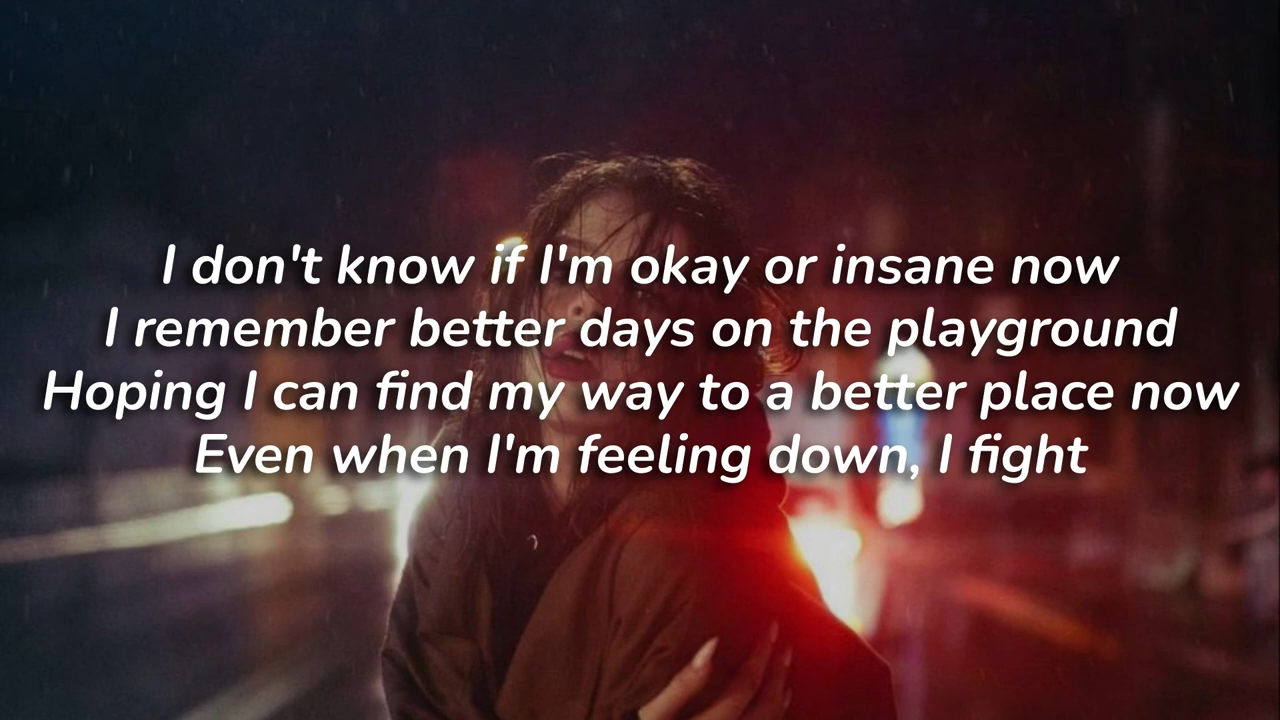 I don't know if I'm okay or insane now
I remember better days on the playground
Hoping I can find my way to a better place now
Even when I'm feeling down, I fight